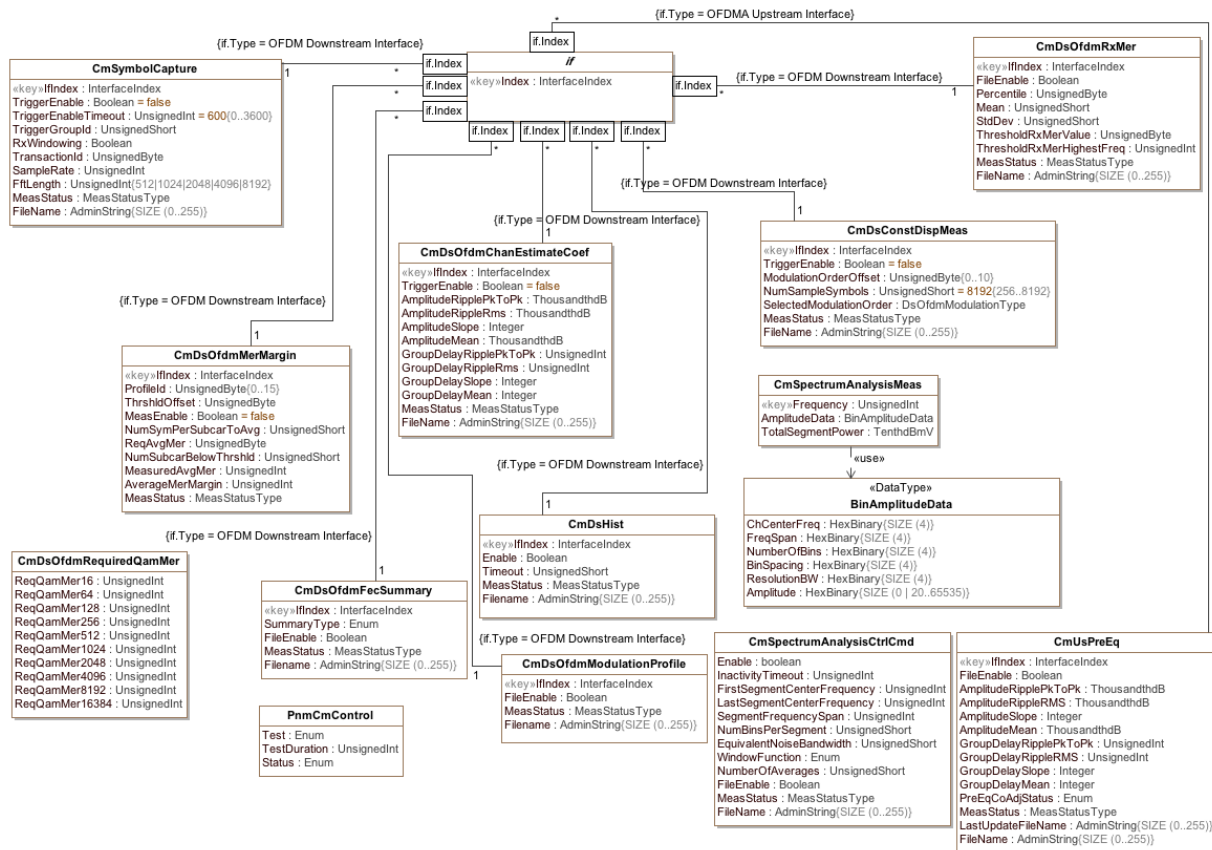 {if.Type = OFDMA Upstream Interface}
*
if.Index
{if.Type = OFDM Downstream Interface}
if.Index
1
*
if.Index
*
if.Index
*
if
«key»Index : InterfaceIndex
if.Index
*
{if.Type = OFDM Downstream Interface}
1
if.Index
*
if.Index
*
if.Index
*
if.Index
*
CmSymbolCapture
«key»IfIndex : InterfaceIndex
TriggerEnable : Boolean = false
TriggerEnableTimeout : UnsignedInt = 600{0..3600}
TriggerGroupId : UnsignedShort
RxWindowing : Boolean
TransactionId : UnsignedByte
SampleRate : UnsignedInt
FftLength : UnsignedInt{512|1024|2048|4096|8192}
MeasStatus : MeasStatusType
FileName : AdminString{SIZE (0..255)}
CmDsOfdmRxMer
«key»IfIndex : InterfaceIndex
FileEnable : Boolean
Percentile : UnsignedByte
Mean : UnsignedShort
StdDev : UnsignedShort
ThresholdRxMerValue : UnsignedByte
ThresholdRxMerHighestFreq : UnsignedInt
MeasStatus : MeasStatusType
FileName : AdminString{SIZE (0..255)}
{if.Type = OFDM Downstream Interface}
1
{if.Type = OFDM Downstream Interface}
1
CmDsConstDispMeas
«key»IfIndex : InterfaceIndex
TriggerEnable : Boolean = false
ModulationOrderOffset : UnsignedByte{0..10}
NumSampleSymbols : UnsignedShort = 8192{256..8192}
SelectedModulationOrder : DsOfdmModulationType
MeasStatus : MeasStatusType
FileName : AdminString{SIZE (0..255)}
CmDsOfdmChanEstimateCoef
«key»IfIndex : InterfaceIndex
TriggerEnable : Boolean = false
AmplitudeRipplePkToPk : ThousandthdB
AmplitudeRippleRms : ThousandthdB
AmplitudeSlope : Integer
AmplitudeMean : ThousandthdB
GroupDelayRipplePkToPk : UnsignedInt
GroupDelayRippleRms : UnsignedInt
GroupDelaySlope : Integer
GroupDelayMean : Integer
MeasStatus : MeasStatusType
FileName : AdminString{SIZE (0..255)}
{if.Type = OFDM Downstream Interface}
1
CmDsOfdmMerMargin
«key»IfIndex : InterfaceIndex
ProfileId : UnsignedByte{0..15}
ThrshldOffset : UnsignedByte
MeasEnable : Boolean = false
NumSymPerSubcarToAvg : UnsignedShort
ReqAvgMer : UnsignedByte
NumSubcarBelowThrshld : UnsignedShort
MeasuredAvgMer : UnsignedInt
AverageMerMargin : UnsignedInt
MeasStatus : MeasStatusType
CmSpectrumAnalysisMeas
«key»Frequency : UnsignedInt
AmplitudeData : BinAmplitudeData
TotalSegmentPower : TenthdBmV
«use»
«DataType»
BinAmplitudeData
ChCenterFreq : HexBinary{SIZE (4)}
FreqSpan : HexBinary{SIZE (4)}
NumberOfBins : HexBinary{SIZE (4)}
BinSpacing : HexBinary{SIZE (4)}
ResolutionBW : HexBinary{SIZE (4)}
Amplitude : HexBinary{SIZE (0 | 20..65535)}
{if.Type = OFDM Downstream Interface}
1
CmDsHist
«key»IfIndex : InterfaceIndex
Enable : Boolean
Timeout : UnsignedShort
MeasStatus : MeasStatusType
Filename : AdminString{SIZE (0..255)}
{if.Type = OFDM Downstream Interface}
1
CmDsOfdmRequiredQamMer
ReqQamMer16 : UnsignedInt
ReqQamMer64 : UnsignedInt
ReqQamMer128 : UnsignedInt
ReqQamMer256 : UnsignedInt
ReqQamMer512 : UnsignedInt
ReqQamMer1024 : UnsignedInt
ReqQamMer2048 : UnsignedInt
ReqQamMer4096 : UnsignedInt
ReqQamMer8192 : UnsignedInt
ReqQamMer16384 : UnsignedInt
CmDsOfdmFecSummary
«key»IfIndex : InterfaceIndex
SummaryType : Enum
FileEnable : Boolean
MeasStatus : MeasStatusType
Filename : AdminString{SIZE (0..255)}
{if.Type = OFDM Downstream Interface}
1
CmDsOfdmModulationProfile
«key»IfIndex : InterfaceIndex
FileEnable : Boolean
MeasStatus : MeasStatusType
Filename : AdminString{SIZE (0..255)}
PnmCmControl
Test : Enum
TestDuration : UnsignedInt
Status : Enum
CmSpectrumAnalysisCtrlCmd
Enable : boolean
InactivityTimeout : UnsignedInt
FirstSegmentCenterFrequency : UnsignedInt
LastSegmentCenterFrequency : UnsignedInt
SegmentFrequencySpan : UnsignedInt
NumBinsPerSegment : UnsignedShort
EquivalentNoiseBandwidth : UnsignedShort
WindowFunction : Enum
NumberOfAverages : UnsignedShort
FileEnable : Boolean
MeasStatus : MeasStatusType
FileName : AdminString{SIZE (0..255)}
CmUsPreEq
«key»IfIndex : InterfaceIndex
FileEnable : Boolean
AmplitudeRipplePkToPk : ThousandthdB
AmplitudeRippleRMS : ThousandthdB
AmplitudeSlope : Integer
AmplitudeMean : ThousandthdB
GroupDelayRipplePkToPk : UnsignedInt
GroupDelayRippleRMS : UnsignedInt
GroupDelaySlope : Integer
GroupDelayMean : Integer
PreEqCoAdjStatus : Enum
MeasStatus : MeasStatusType
LastUpdateFileName : AdminString{SIZE (0..255)}
FileName : AdminString{SIZE (0..255)}